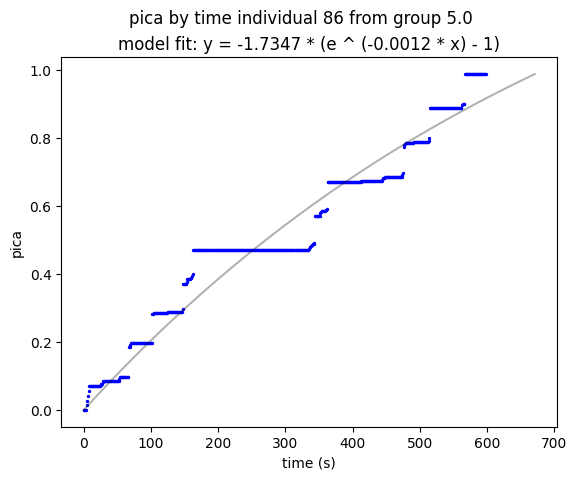 pica by time individual 86 from group 5.0
model fit: y = -1.7347 * (e ^ (-0.0012 * x) - 1)
1.0
0.8
0.6
0.4
0.2
0.0
pica
0 100 200 300 400 500 600 700
time (s)